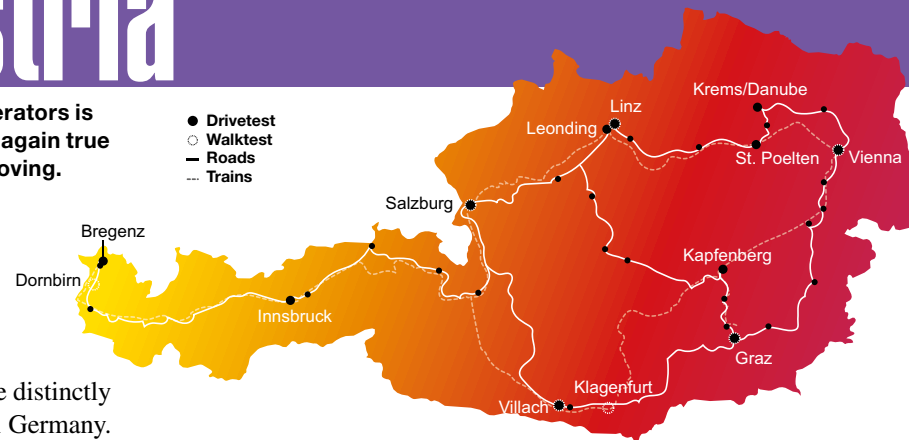 erators is
again true
oving.
Drivetest
Walktest
Roads
Trains
Krems/Danube
Linz
Leonding
St. Poelten
Vienna
Salzburg
Bregenz
Dornbirn
Kapfenberg
Innsbruck
Graz
Klagenfurt
Villach
e distinctly
Germany.